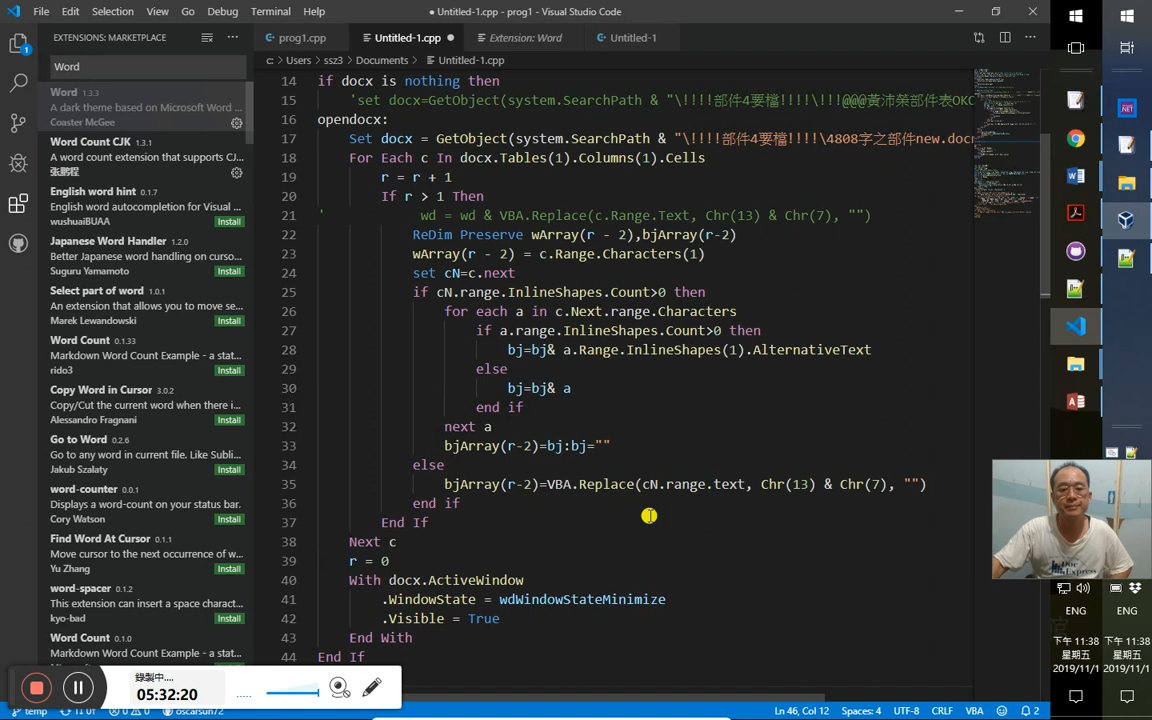 File Edit Selection View Go Debug Terminal Help
● Untitled-1.cpp - prog1 - Visual Studio Code
EXTENSIONS: MARKETPLACE
prog1.cpp
Untitled-1.cpp
Extension: Word
Untitled-1
c: > Users > ssz3 > Documents > Untitled-1.cpp
Word
Word 1.3.3
A dark theme based on Microsoft Word ...
Coaster McGee
Word Count CJK 1.3.1
A word count extension that supports CJ...
张鹏程
English word hint 0.1.7
English word autocompletion for Visual ...
wushuaiBUAA
Install
Japanese Word Handler 1.2.0
Better Japanese word handling on curso...
Suguru Yamamoto
Install
Select part of word 1.0.1
An extension that allows you to move se...
Marek Lewandowski
Install
Word Count 0.1.33
Markdown Word Count Example - a stat...
rido3
Install
Copy Word in Cursor 3.0.2
Copy/Cut the current word when there i...
Alessandro Fragnani
Install
Go to Word 0.2.6
Go to any word in current file. Like Subli...
Jakub Szalaty
Install
word-counter 0.0.1
Displays a word-count on your status bar.
Cory Watson
Install
Find Word At Cursor 0.1.1
Move cursor to the next occurrence of w...
Yu Zhang
Install
word-spacer 0.0.1
This extension can insert a space charact...
kyo-bad
Install
Word Count 0.1.0
Markdown Word Count Example - a stat...
14 if docx is nothing then
15 'set docx=GetObject(system.SearchPath & "\!!!!部件4要檔!!!!\!!!@@@黃沛榮部件表OKC
16 opendocx:
17 Set docx = GetObject(system.SearchPath & "\!!!!部件4要檔!!!!\4808字之部件new.doc
18 For Each c In docx.Tables(1).Columns(1).Cells
19 r = r + 1
20 If r > 1 Then
21 ' wd = wd & VBA.Replace(c.Range.Text, Chr(13) & Chr(7), "")
22 ReDim Preserve wArray(r - 2),bjArray(r-2)
23 wArray(r - 2) = c.Range.Characters(1)
24 set cN=c.next
25 if cN.range.InlineShapes.Count>0 then
26 for each a in c.Next.range.Characters
27 if a.range.InlineShapes.Count>0 then
28 bj=bj& a.Range.InlineShapes(1).AlternativeText
29 else
30 bj=bj& a
31 end if
32 next a
33 bjArray(r-2)=bj:bj=""
34 else
35 bjArray(r-2)=VBA.Replace(cN.range.text, Chr(13) & Chr(7), "")
36 end if
37 End If
38 Next c
39 r = 0
40 With docx.ActiveWindow
41 .WindowState = wdWindowStateMinimize
42 .Visible = True
43 End With
44 End If
錄製中....
05:32:20
oscarsun72
Ln 46, Col 12 Spaces: 4 UTF-8 CRLF VBA 2
ENG
下午 11:38
星期五
2019/11/1
ENG
下午 11:38
星期五
2019/11/1